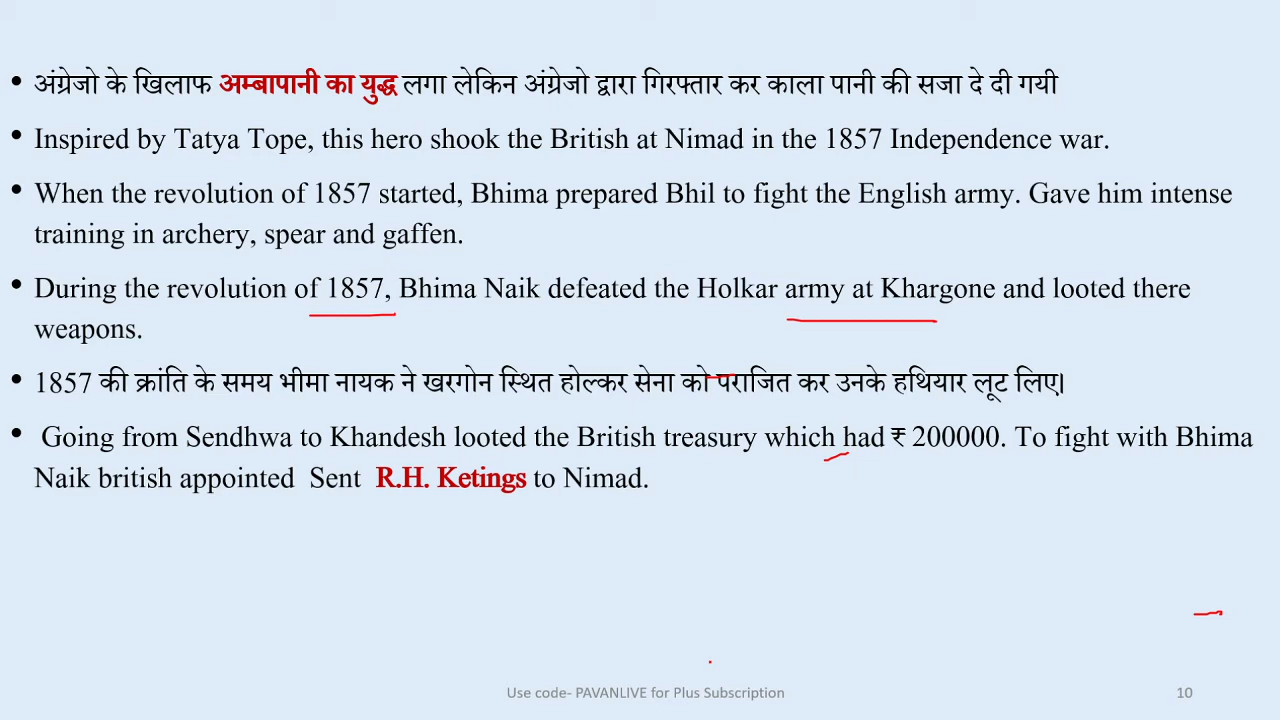 • अंग्रेजो के खिलाफ अम्बापानी का युद्ध लगा लेकिन अंग्रेजो द्वारा गिरफ्तार कर काला पानी की सजा दे दी गयी
• Inspired by Tatya Tope, this hero shook the British at Nimad in the 1857 Independence war.
• When the revolution of 1857 started, Bhima prepared Bhil to fight the English army. Gave him intense
training in archery, spear and gaffen.
• During the revolution of 1857, Bhima Naik defeated the Holkar army at Khargone and looted there
weapons.
• 1857 की क्रांति के समय भीमा नायक ने खरगोन स्थित होल्कर सेना को पराजित कर उनके हथियार लूट लिए।
• Going from Sendhwa to Khandesh looted the British treasury which had ₹ 200000. To fight with Bhima
Naik british appointed Sent R.H. Ketings to Nimad.
Use code- PAVANLIVE for Plus Subscription
10